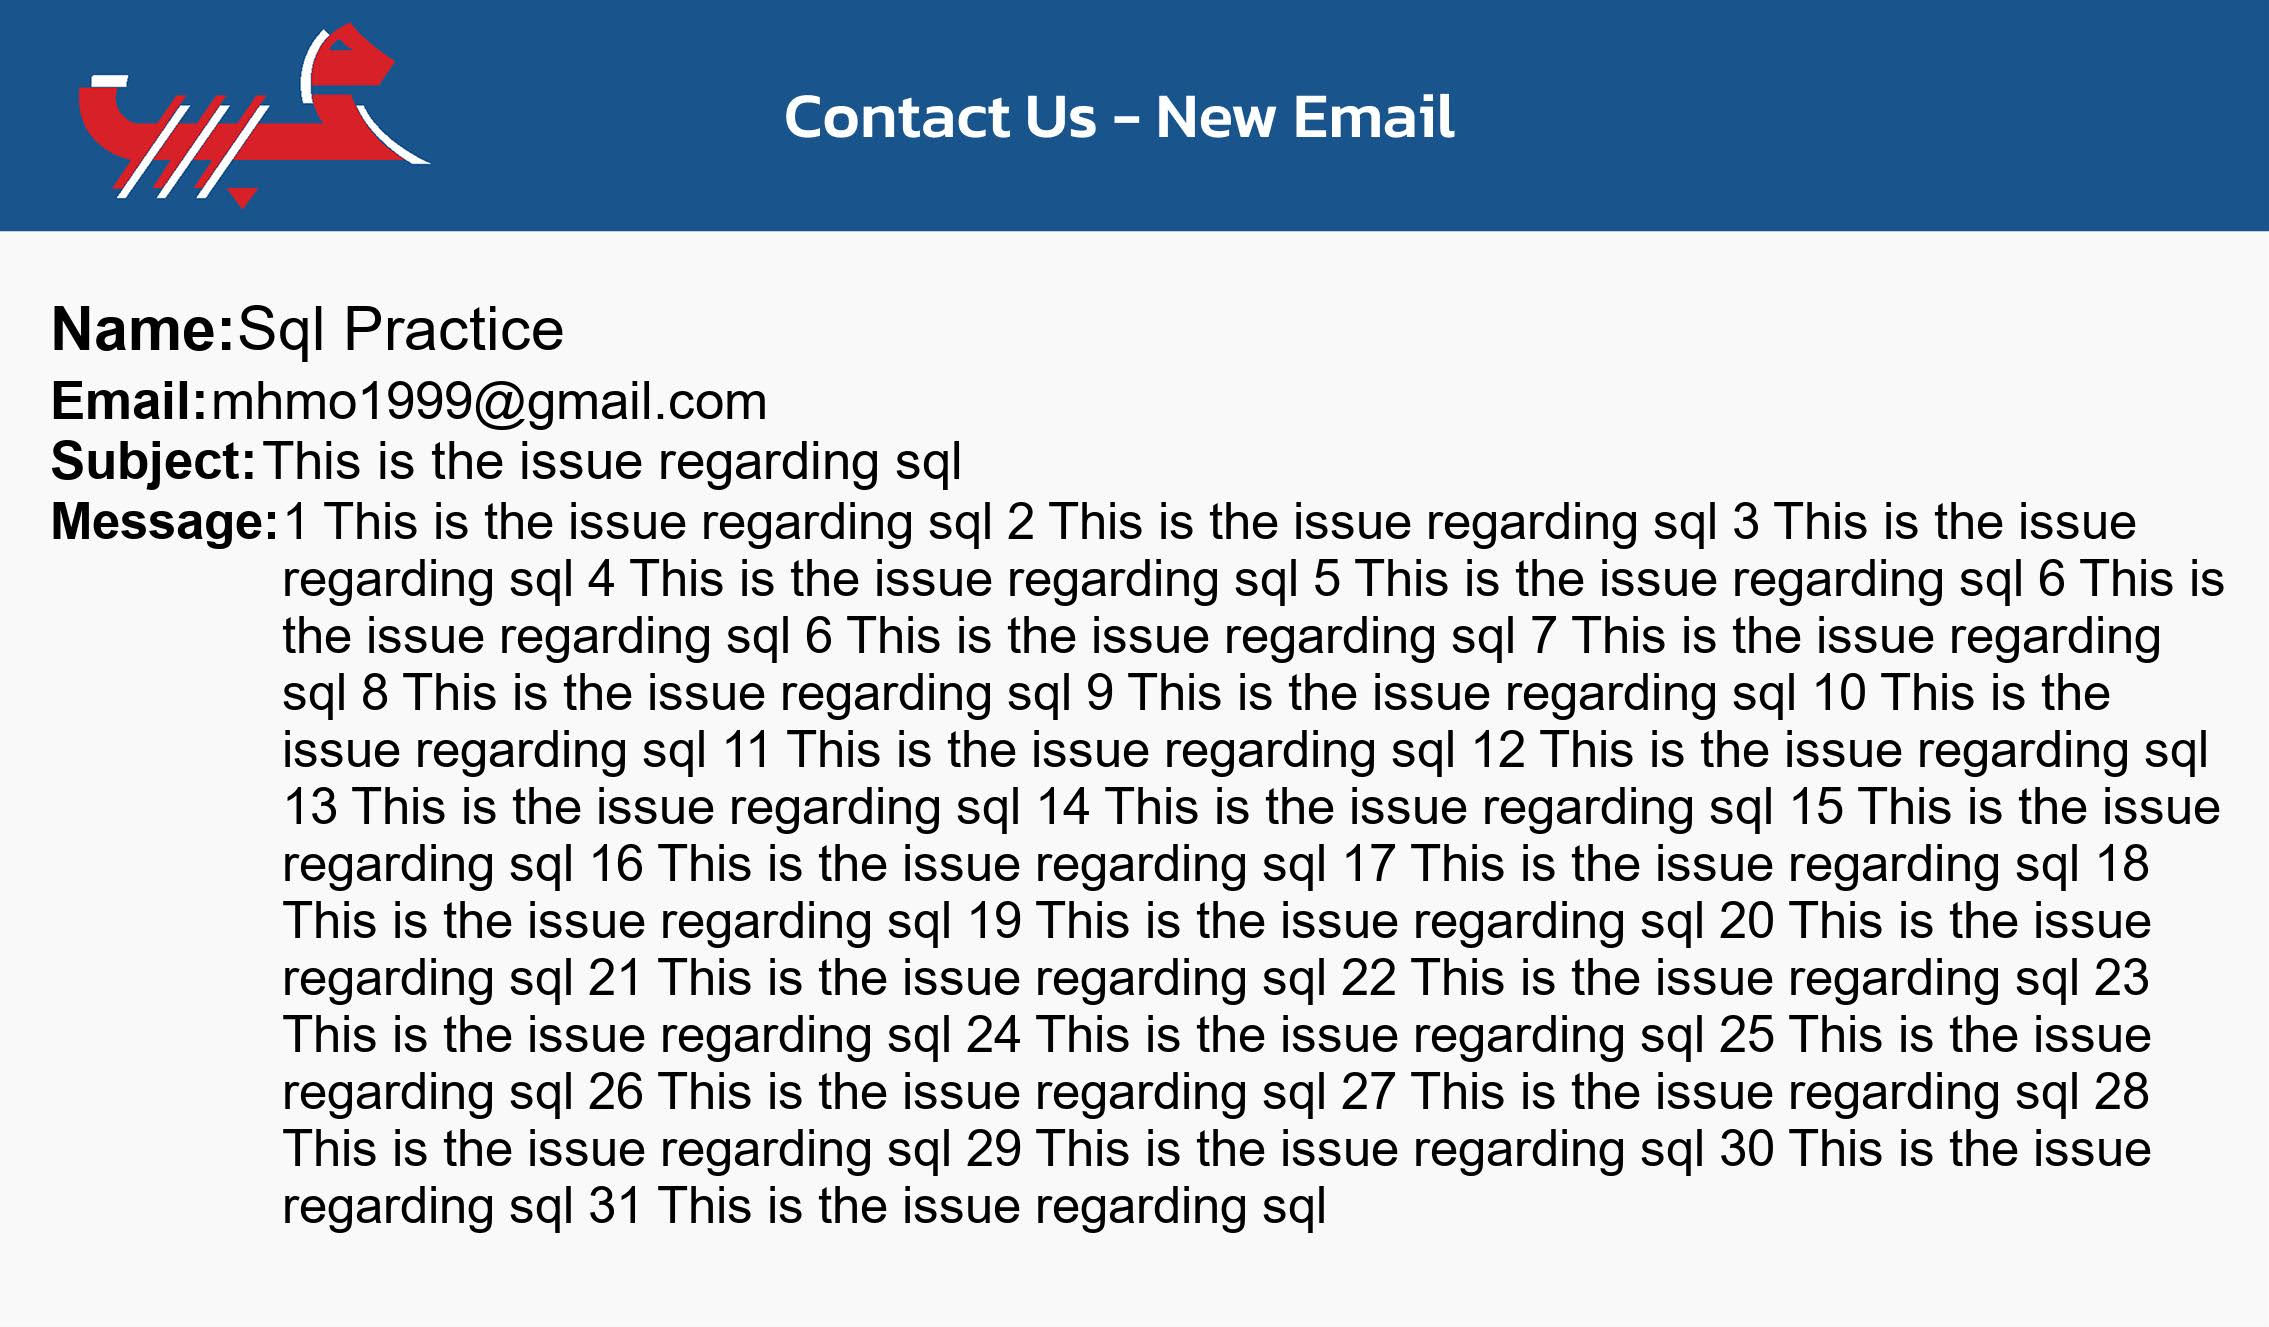 Contact Us - New Email
Name:Sql Practice
Email:mhmo1999@gmail.com
Subject:This is the issue regarding sql
Message:1 This is the issue regarding sql 2 This is the issue regarding sql 3 This is the issue
regarding sql 4 This is the issue regarding sql 5 This is the issue regarding sql 6 This is
the issue regarding sql 6 This is the issue regarding sql 7 This is the issue regarding
sql 8 This is the issue regarding sql 9 This is the issue regarding sql 10 This is the
issue regarding sql 11 This is the issue regarding sql 12 This is the issue regarding sql
13 This is the issue regarding sql 14 This is the issue regarding sql 15 This is the issue
regarding sql 16 This is the issue regarding sql 17 This is the issue regarding sql 18
This is the issue regarding sql 19 This is the issue regarding sql 20 This is the issue
regarding sql 21 This is the issue regarding sql 22 This is the issue regarding sql 23
This is the issue regarding sql 24 This is the issue regarding sql 25 This is the issue
regarding sql 26 This is the issue regarding sql 27 This is the issue regarding sql 28
This is the issue regarding sql 29 This is the issue regarding sql 30 This is the issue
regarding sql 31 This is the issue regarding sql